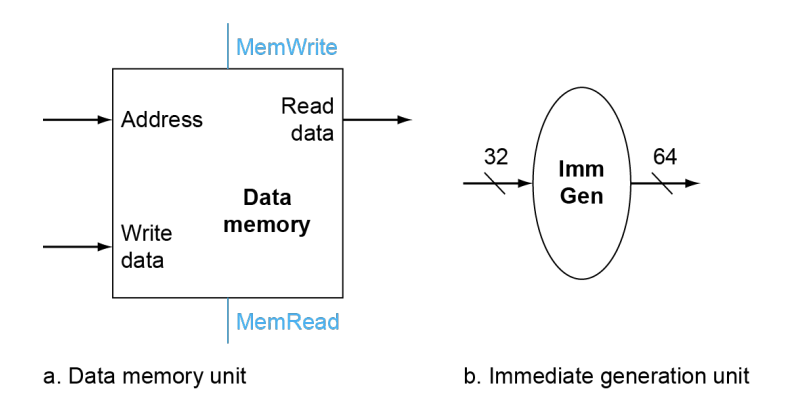 MemWrite
Address
Read
data
Data
memory
Write
data
MemRead
32
Imm
Gen
64
a. Data memory unit
b. Immediate generation unit